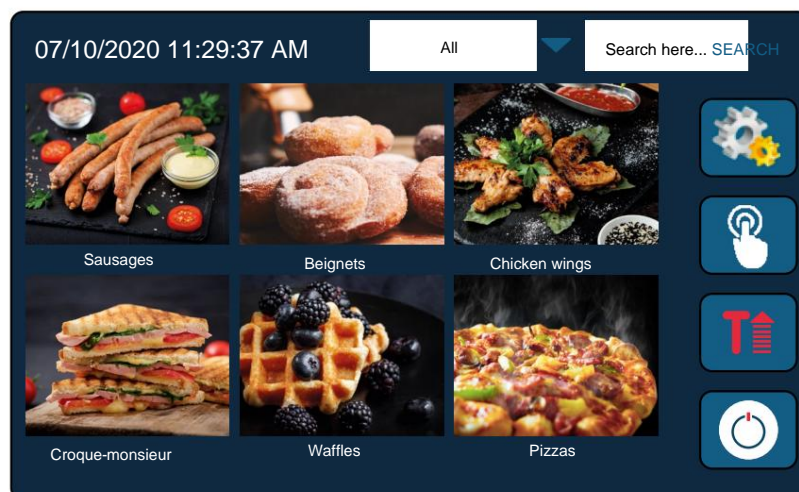 07/10/2020 11:29:37 AM
All
Search here... SEARCH
Sausages
Beignets
Chicken wings
T
Croque-monsieur
Waffles
Pizzas